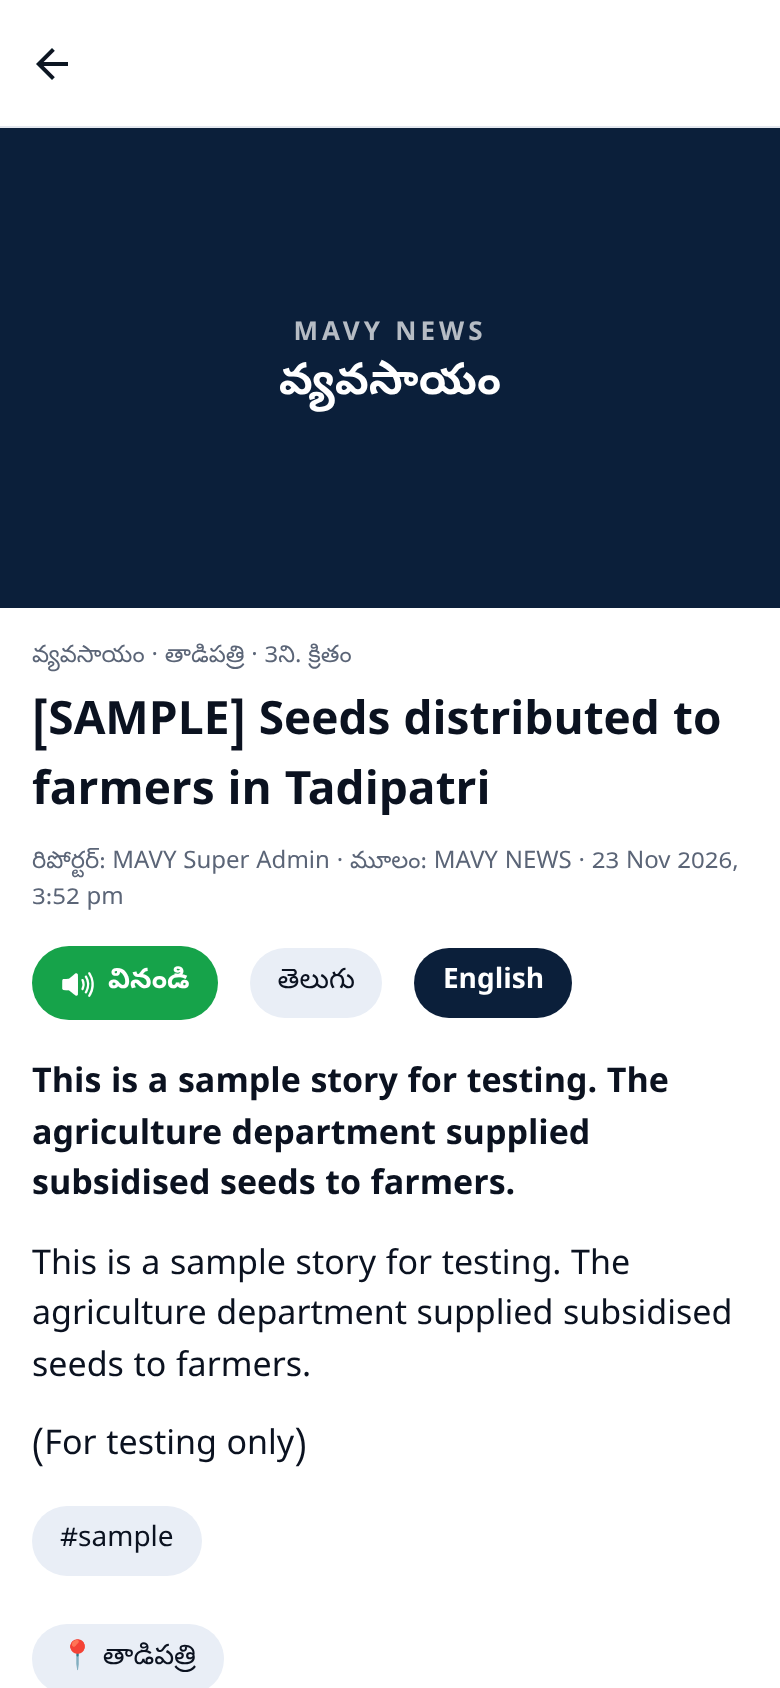 MAVY NEWS
వ్యవసాయం
వ్యవసాయం · తాడిపత్రి · 3ని. క్రితం
[SAMPLE] Seeds distributed to
farmers in Tadipatri
రిపోర్టర్: MAVY Super Admin · మూలం: MAVY NEWS · 23 Nov 2026,
3:52 pm
వినండి తెలుగు English
This is a sample story for testing. The
agriculture department supplied
subsidised seeds to farmers.
This is a sample story for testing. The
agriculture department supplied subsidised
seeds to farmers.
(For testing only)
#sample
తాడిపత్రి